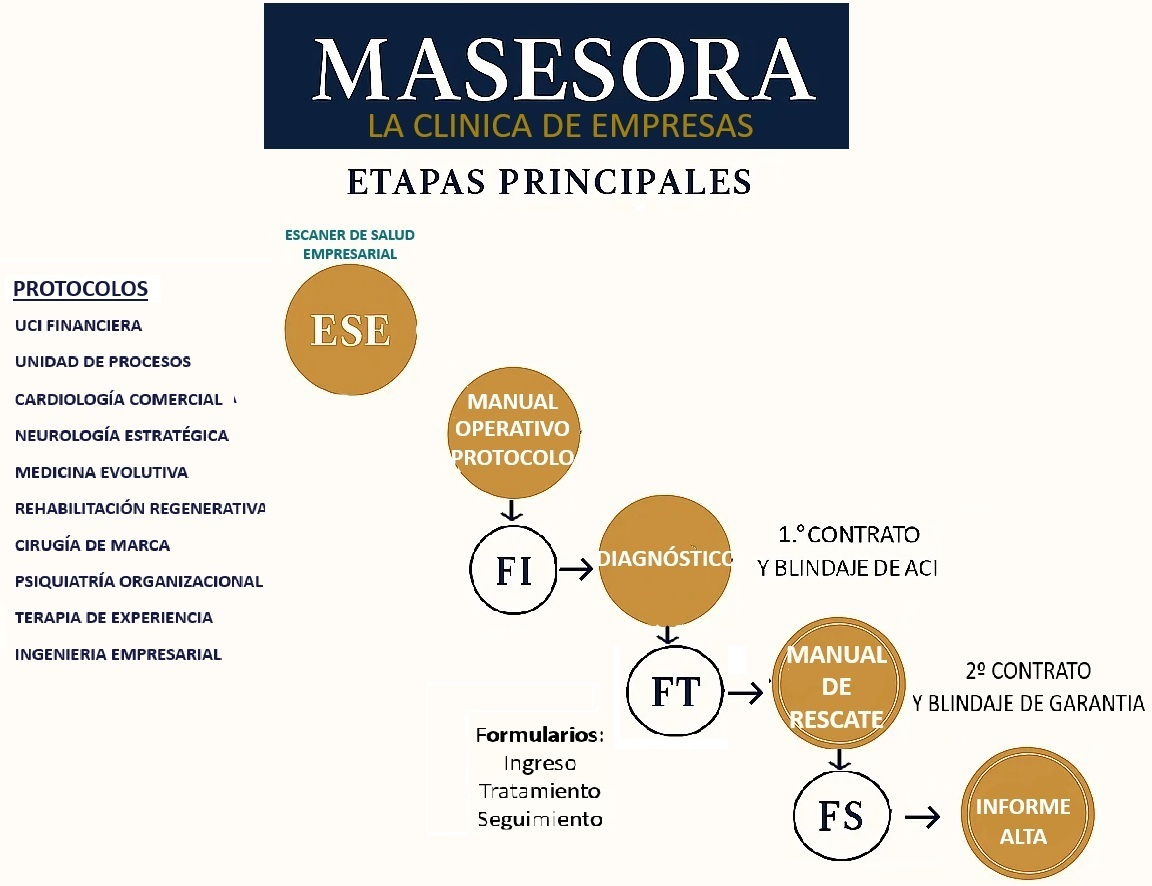 MASESORA
LA CLINICA DE EMPRESAS
ETAPAS PRINCIPALES
ESCANER DE SALUD
EMPRESARIAL
ESE
PROTOCOLOS
UCI FINANCIERA
UNIDAD DE PROCESOS
CARDIOLOGÍA COMERCIAL
NEUROLOGÍA ESTRATÉGICA
MEDICINA EVOLUTIVA
REHABILITACIÓN REGENERATIVA
CIRUGÍA DE MARCA
PSIQUIATRÍA ORGANIZACIONAL
TERAPIA DE EXPERIENCIA
INGENIERIA EMPRESARIAL
MANUAL
OPERATIVO
PROTOCOLO
FI
DIAGNÓSTICO
1.º CONTRATO
Y BLINDAJE DE ACI
FT
MANUAL
DE
RESCATE
2º CONTRATO
Y BLINDAJE DE GARANTIA
Formularios:
Ingreso
Tratamiento
Seguimiento
FS
INFORME
ALTA